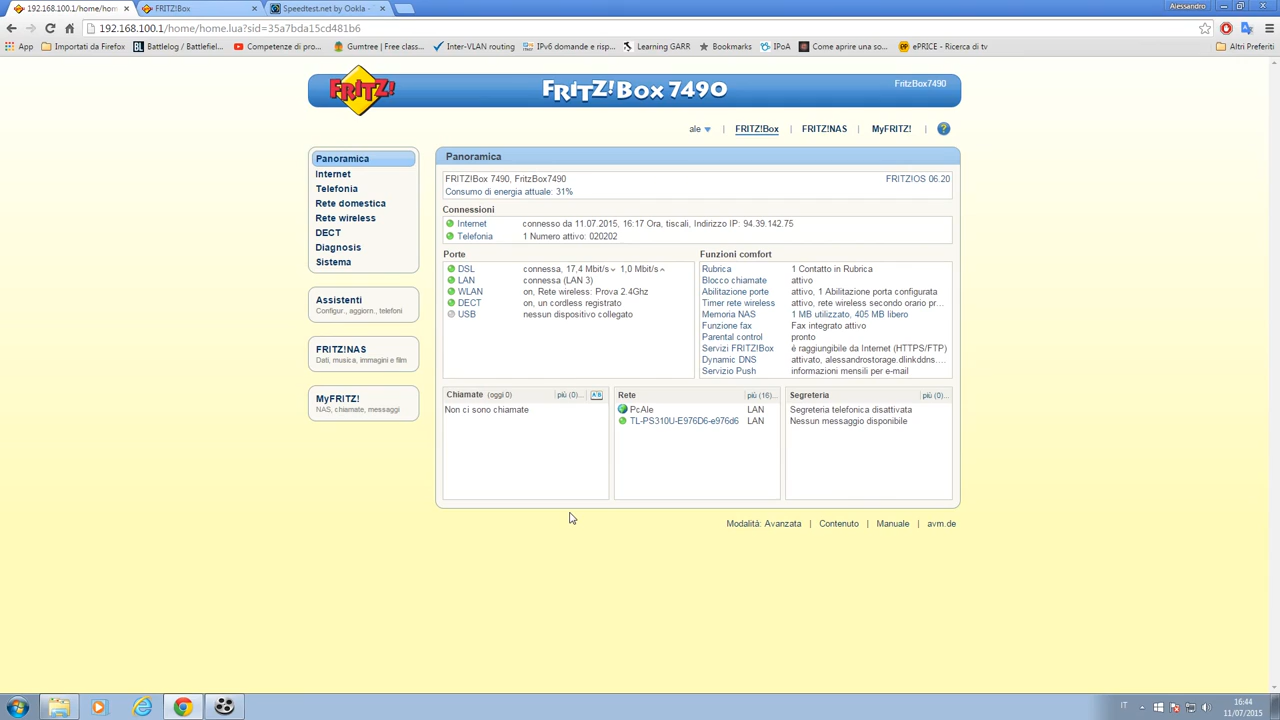 192.168.100.1/home/hom
FRITZ!Box
Speedtest.net by Ookla -
Alessandro
192.168.100.1/home/home.lua?sid=35a7bda15cd481b6
App
Importati da Firefox
Battlelog / Battlefiel...
Competenze di pro...
Gumtree | Free class...
Inter-VLAN routing
IPv6 domande e risp...
Learning GARR
Bookmarks
IPoA
Come aprire una so...
ePRICE - Ricerca di tv
Altri Preferiti
FRITZ!
FRITZ!Box 7490
FritzBox7490
ale | FRITZ!Box | FRITZ!NAS | MyFRITZ! | ?
Panoramica
Internet
Telefonia
Rete domestica
Rete wireless
DECT
Diagnosis
Sistema
Assistenti
Configur., aggiorn., telefoni
FRITZ!NAS
Dati, musica, immagini e film
MyFRITZ!
NAS, chiamate, messaggi
Panoramica
FRITZ!Box 7490, FritzBox7490
FRITZ!OS 06.20
Consumo di energia attuale: 31%
Connessioni
Internet connesso da 11.07.2015, 16:17 Ora, tiscali, Indirizzo IP: 94.39.142.75
Telefonia 1 Numero attivo: 020202
Porte
DSL connessa, 17,4 Mbit/s 1,0 Mbit/s
LAN connessa (LAN 3)
WLAN on, Rete wireless: Prova 2.4Ghz
DECT on, un cordless registrato
USB nessun dispositivo collegato
Funzioni comfort
Rubrica 1 Contatto in Rubrica
Blocco chiamate attivo
Abilitazione porte attivo, 1 Abilitazione porta configurata
Timer rete wireless attivo, rete wireless secondo orario pr...
Memoria NAS 1 MB utilizzato, 405 MB libero
Funzione fax Fax integrato attivo
Parental control pronto
Servizi FRITZ!Box è raggiungibile da Internet (HTTPS/FTP)
Dynamic DNS attivato, alessandrostorage.dlinkddns....
Servizio Push informazioni mensili per e-mail
Chiamate (oggi 0) più (0)...
Non ci sono chiamate
Rete più (16)...
PcAle LAN
TL-PS310U-E976D6-e976d6 LAN
Segreteria più (0)...
Segreteria telefonica disattivata
Nessun messaggio disponibile
Modalità: Avanzata | Contenuto | Manuale | avm.de
IT
16:44
11/07/2015